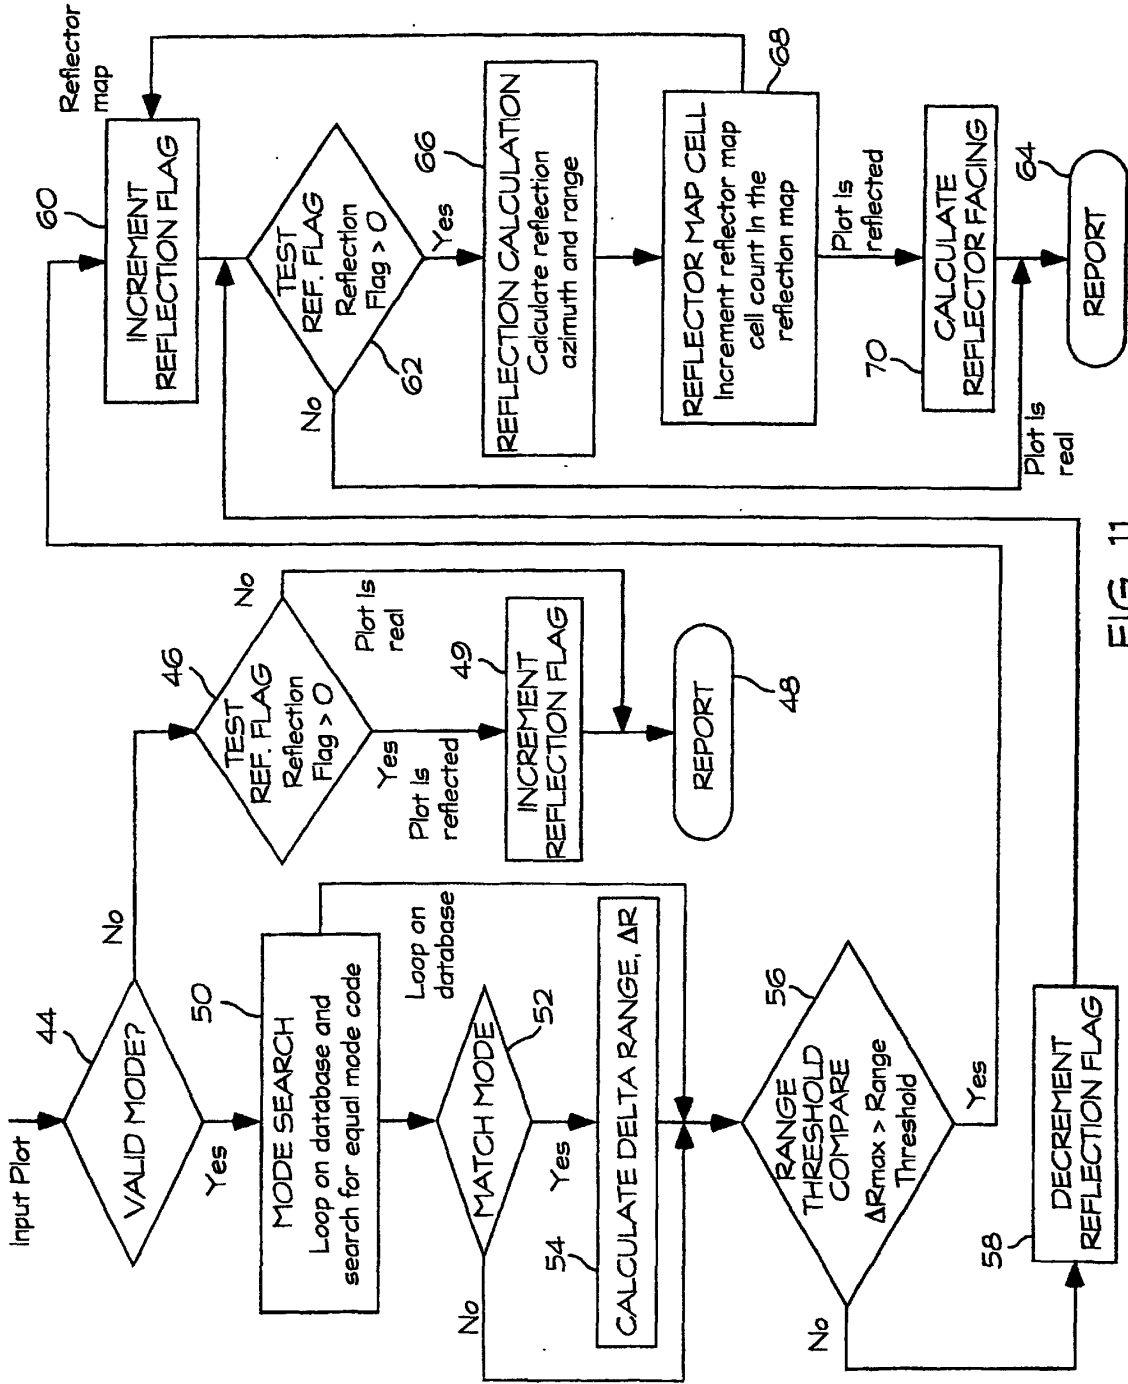 Input Plot
44
VALID MODE?
No
Yes
50
MODE SEARCH
Loop on database and
search for equal mode code
Loop on
database
52
MATCH MODE
No
Yes
54
CALCULATE DELTA RANGE, ΔR
56
RANGE
THRESHOLD
COMPARE
ΔRmax > Range
Threshold
No
Yes
58
DECREMENT
REFLECTION FLAG
46
TEST
REF. FLAG
Reflection
Flag > 0
No
Plot Is
real
Yes
Plot Is
reflected
49
INCREMENT
REFLECTION FLAG
REPORT
48
Reflector
map
60
INCREMENT
REFLECTION FLAG
TEST
REF. FLAG
Reflection
Flag > 0
62
No
Yes
66
REFLECTION CALCULATION
Calculate reflection
azimuth and range
REFLECTOR MAP CELL
Increment reflector map
cell count in the
reflection map
68
Plot Is
reflected
70
CALCULATE
REFLECTOR FACING
Plot Is
real
64
REPORT
FIG. 11